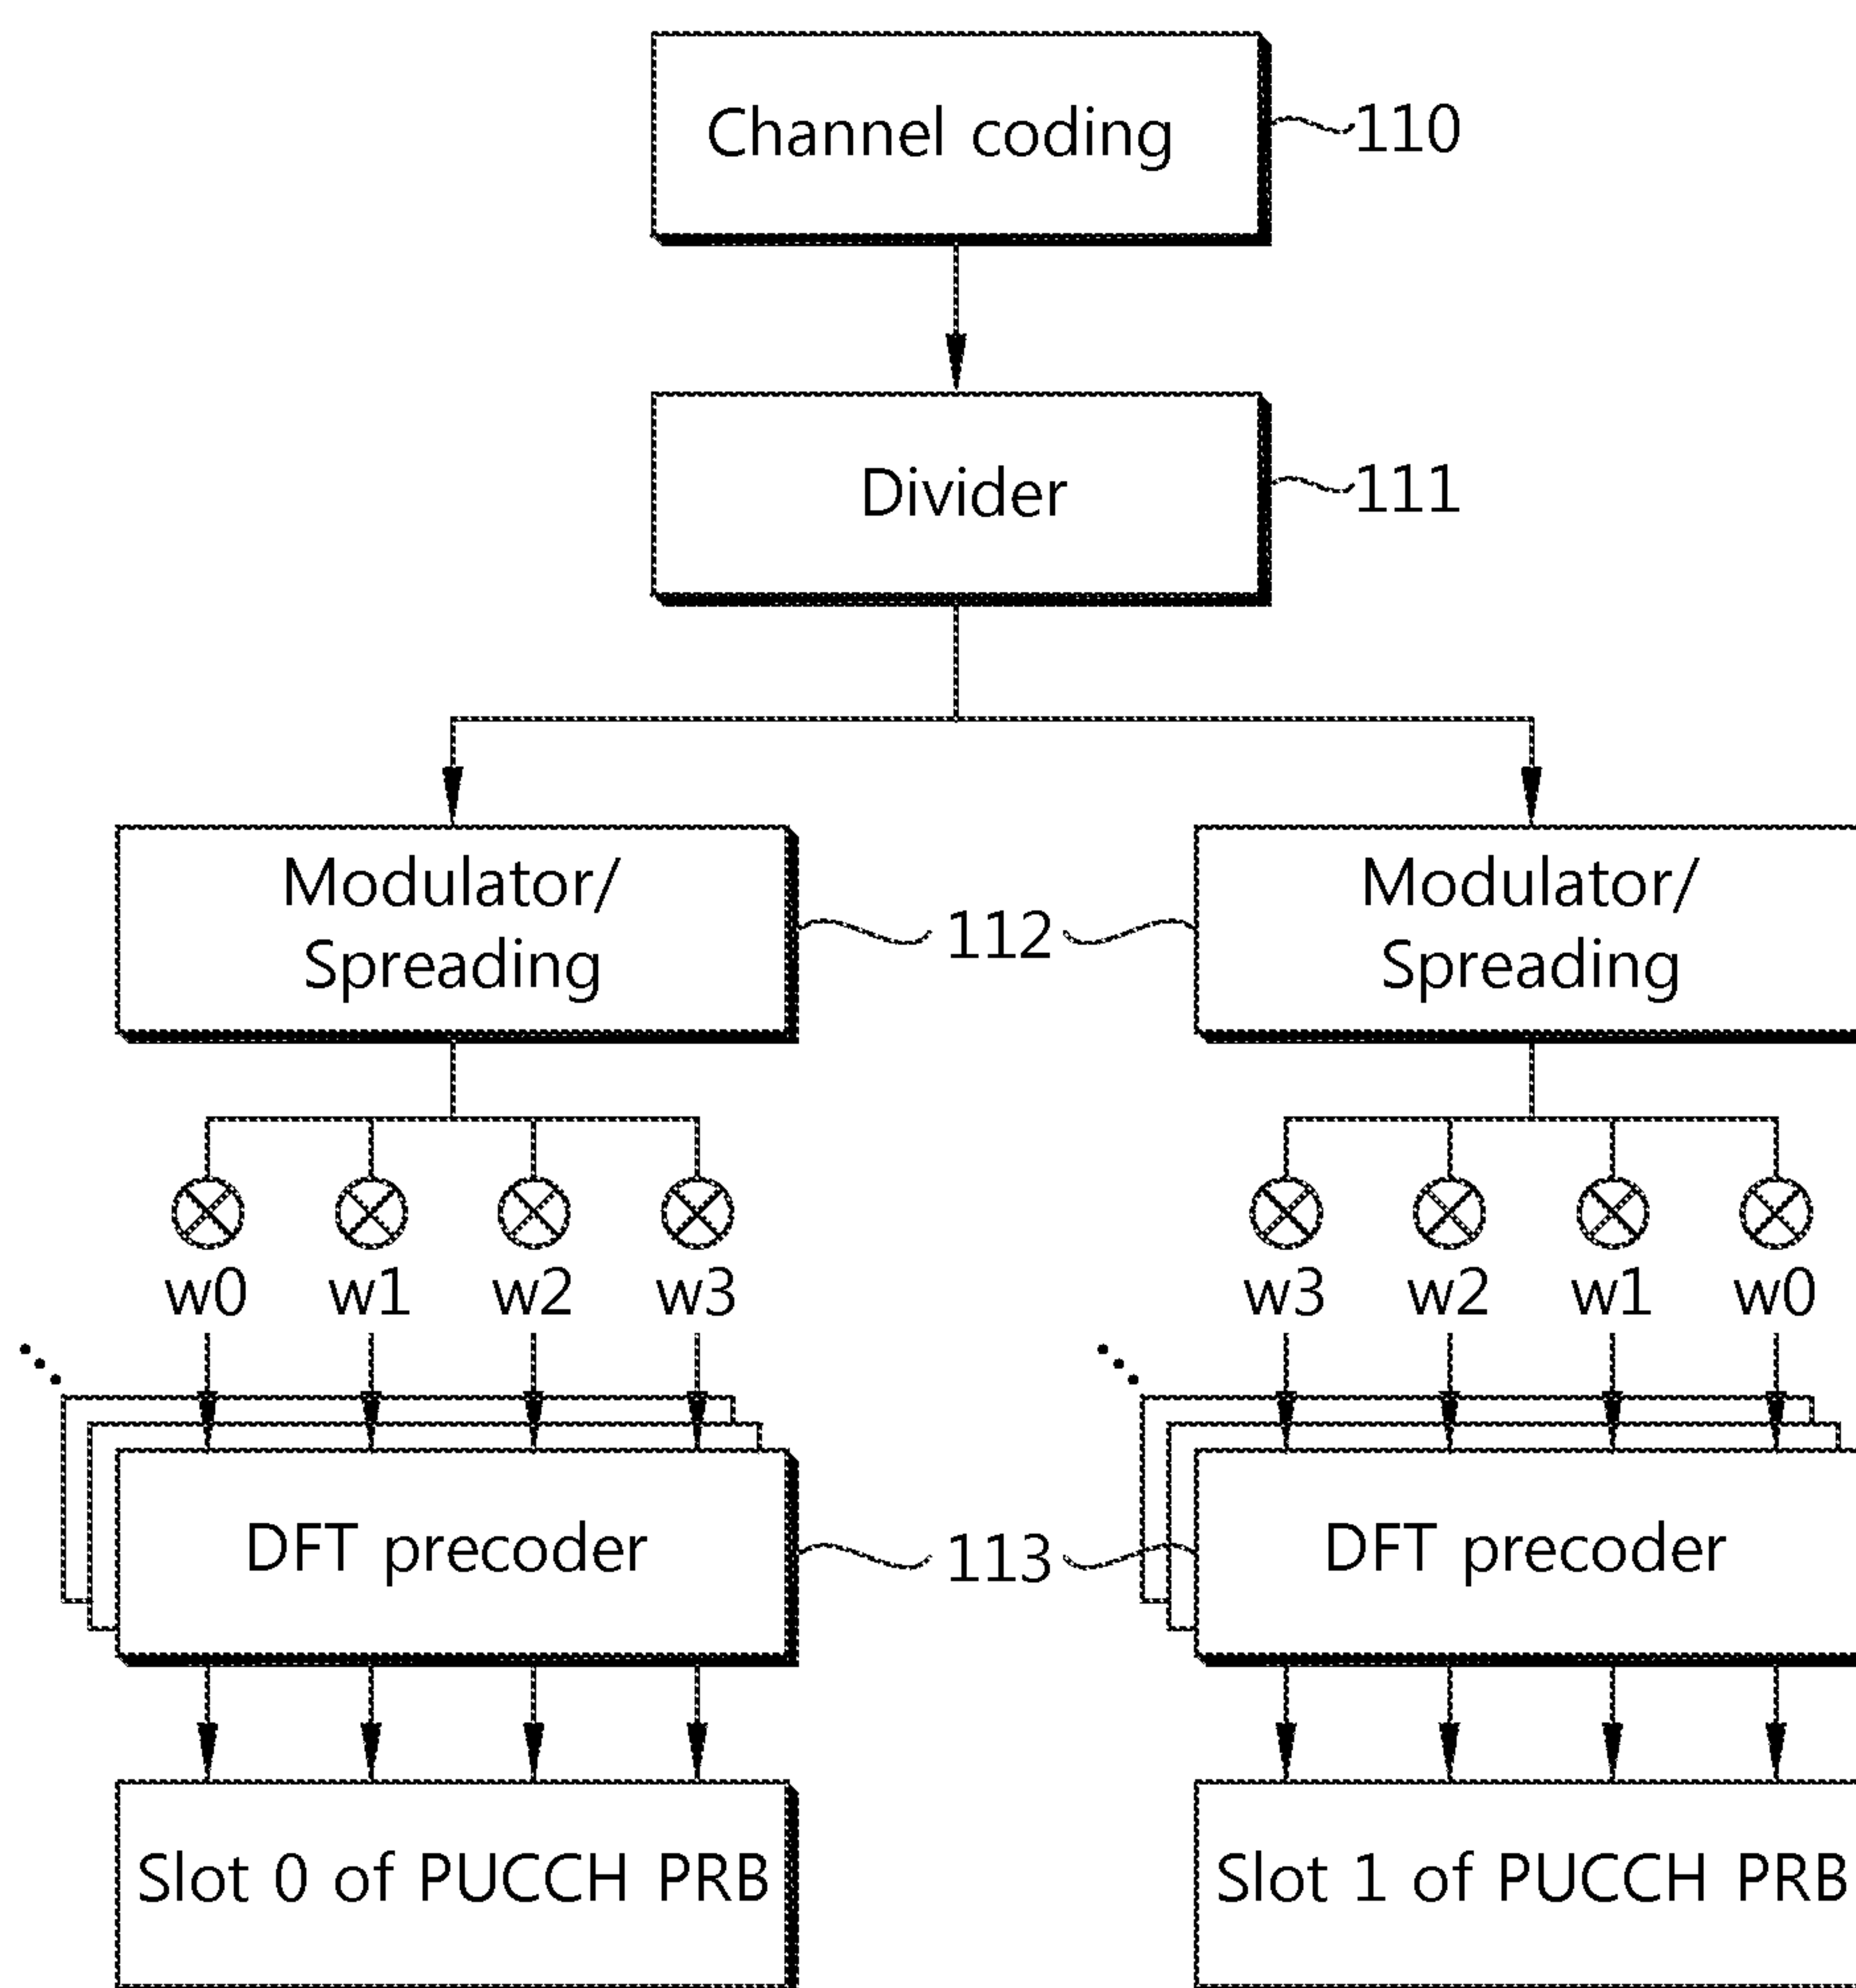 Channel coding
110
Divider
111
Modulator/
Spreading
112
Modulator/
Spreading
w0 w1 w2 w3
w3 w2 w1 w0
DFT precoder
113
DFT precoder
Slot 0 of PUCCH PRB
Slot 1 of PUCCH PRB